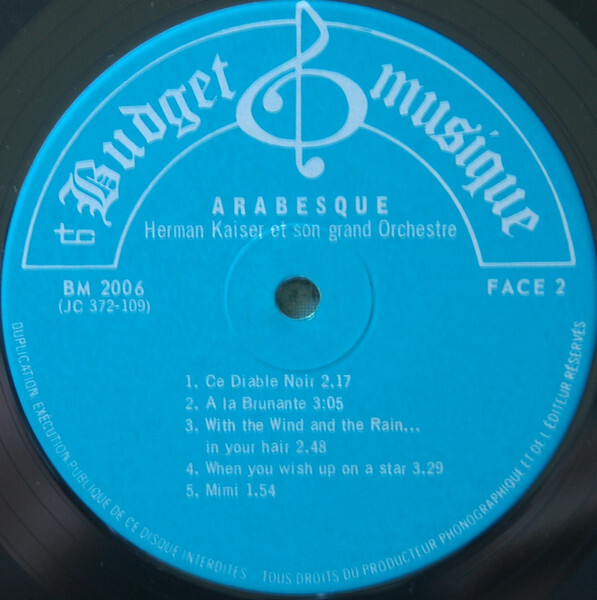 Budget musique
ARABESQUE
Herman Kaiser et son grand Orchestre
BM 2006
(JC 372-109)
FACE 2
1. Ce Diable Noir 2.17
2. A la Brunante 3:05
3. With the Wind and the Rain...
in your hair 2.48
4. When you wish up on a star 3.29
5. Mimi 1.54
DUPLICATION, EXÉCUTION PUBLIQUE DE CE DISQUE INTERDITES. TOUS DROITS DU PRODUCTEUR PHONOGRAPHIQUE ET DE L'ÉDITEUR RÉSERVÉS